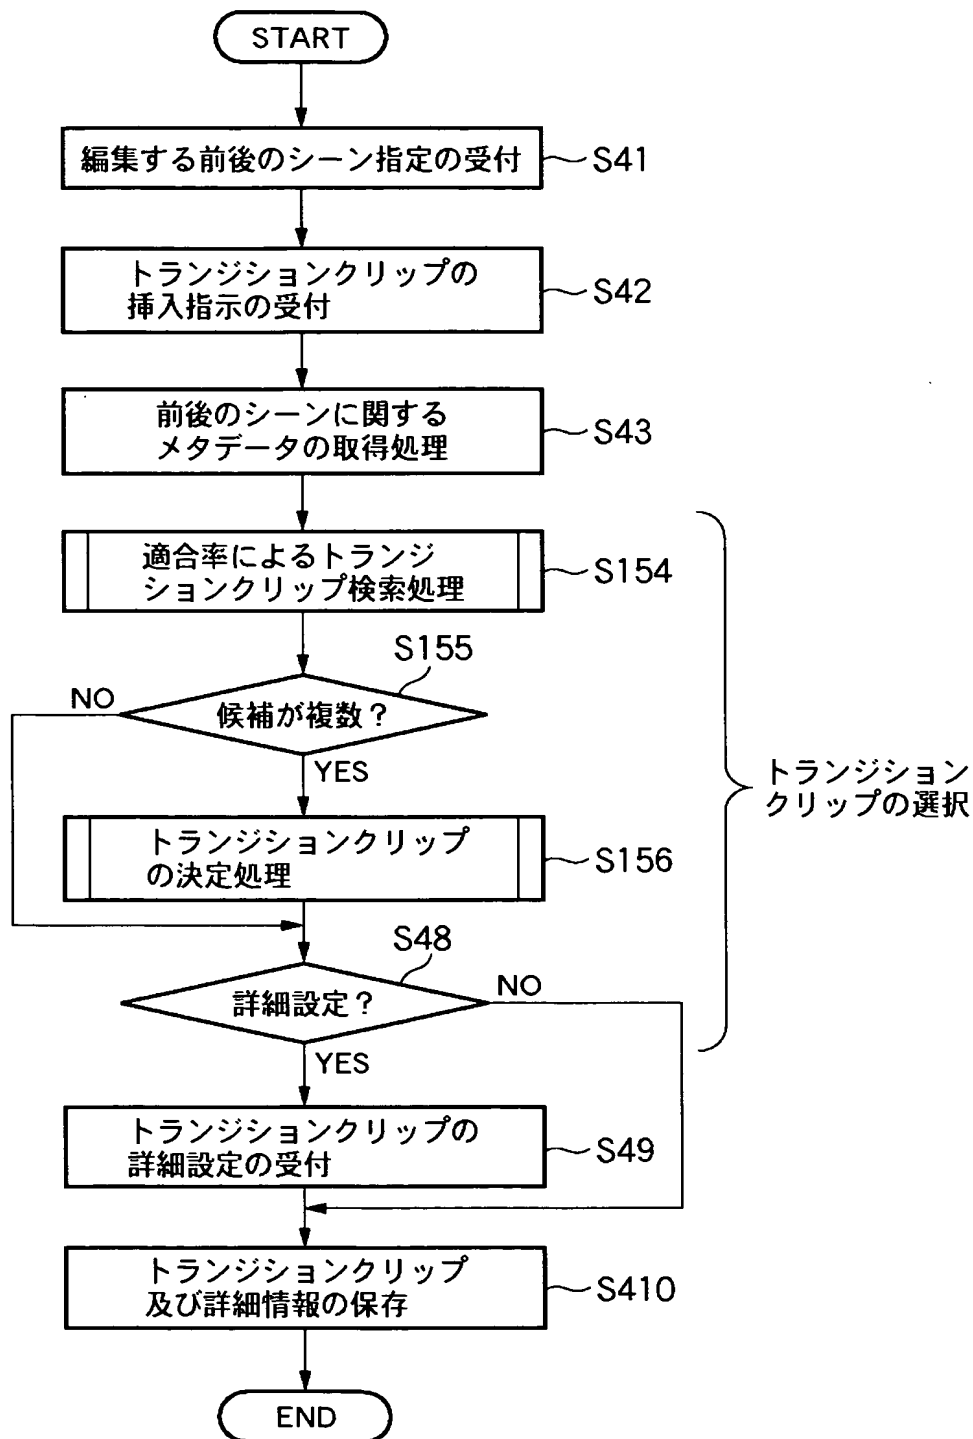 START
編集する前後のシーン指定の受付
S41
トランジションクリップの
挿入指示の受付
S42
前後のシーンに関する
メタデータの取得処理
S43
適合率によるトランジ
ションクリップ検索処理
S154
S155
候補が複数？
NO
YES
トランジション
クリップの選択
トランジションクリップ
の決定処理
S156
S48
詳細設定？
NO
YES
トランジションクリップの
詳細設定の受付
S49
トランジションクリップ
及び詳細情報の保存
S410
END